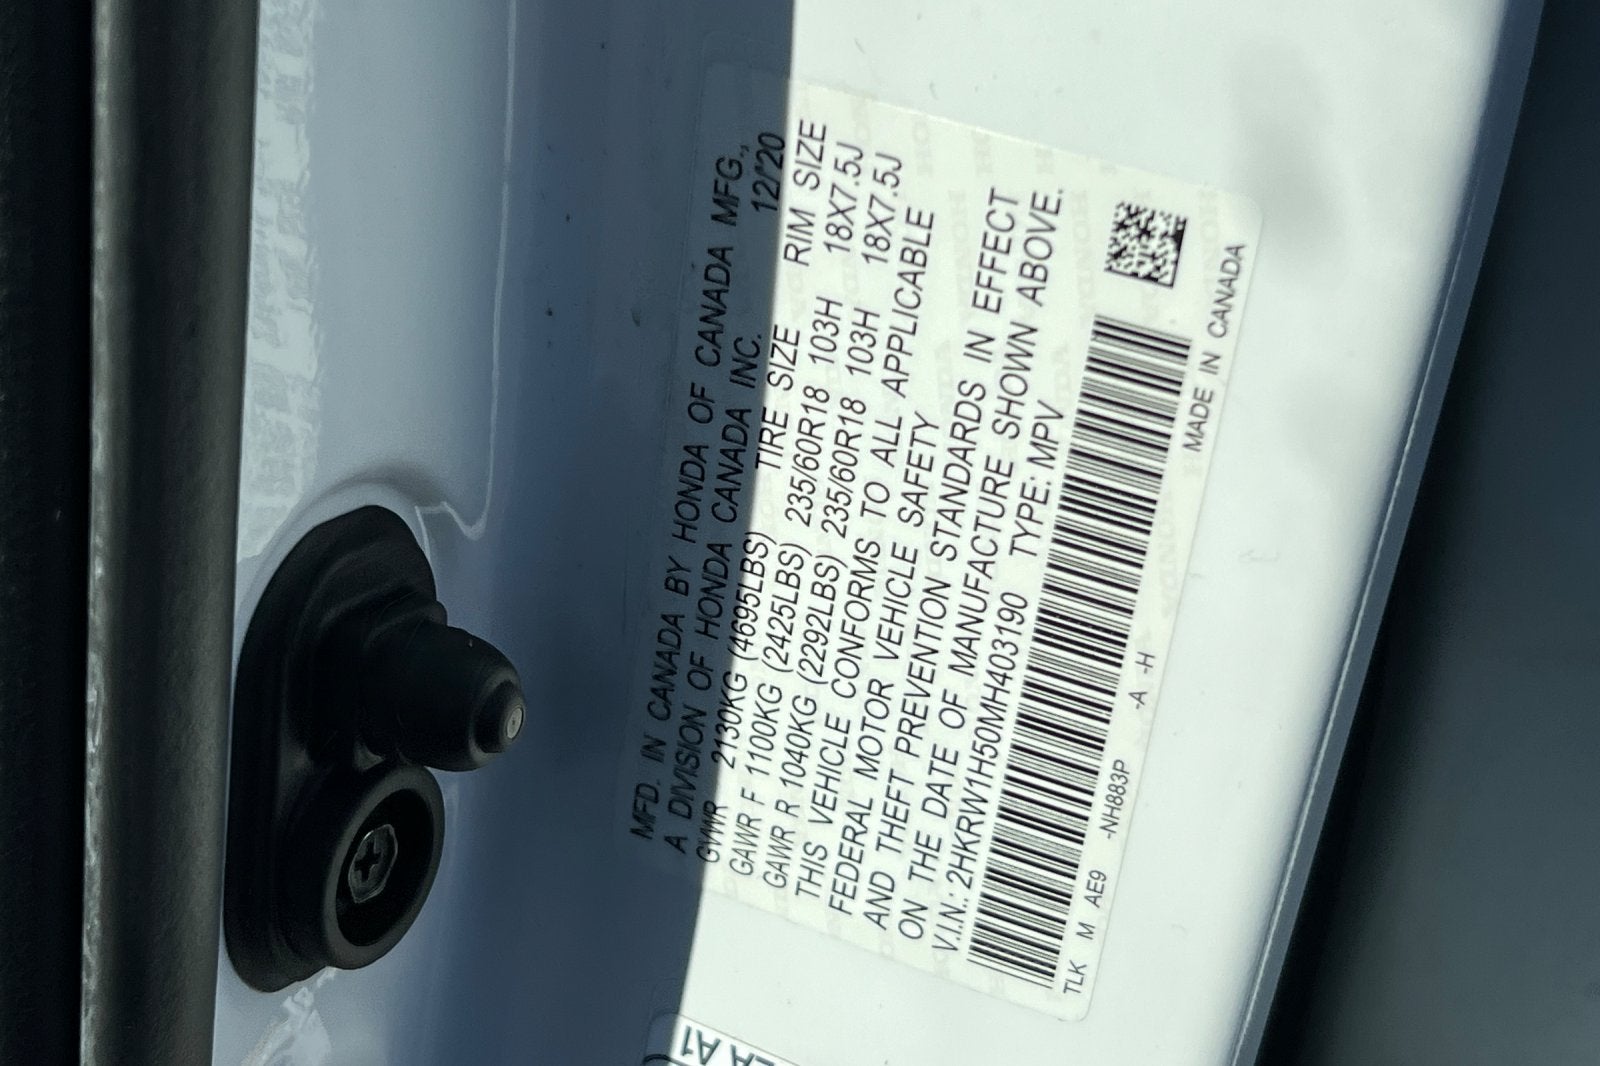 MFD. IN CANADA BY HONDA OF CANADA MFG.,
A DIVISION OF HONDA CANADA INC. 12/20
GVWR 2130KG (4695LBS) TIRE SIZE RIM SIZE
GAWR F 1100KG (2425LBS) 235/60R18 103H 18X7.5J
GAWR R 1040KG (2292LBS) 235/60R18 103H 18X7.5J
THIS VEHICLE CONFORMS TO ALL APPLICABLE
FEDERAL MOTOR VEHICLE SAFETY
AND THEFT PREVENTION STANDARDS IN EFFECT
ON THE DATE OF MANUFACTURE SHOWN ABOVE.
V.I.N.: 2HKRW1H50MH403190 TYPE: MPV
TLK M AE9 -NH883P -A -H MADE IN CANADA
A1